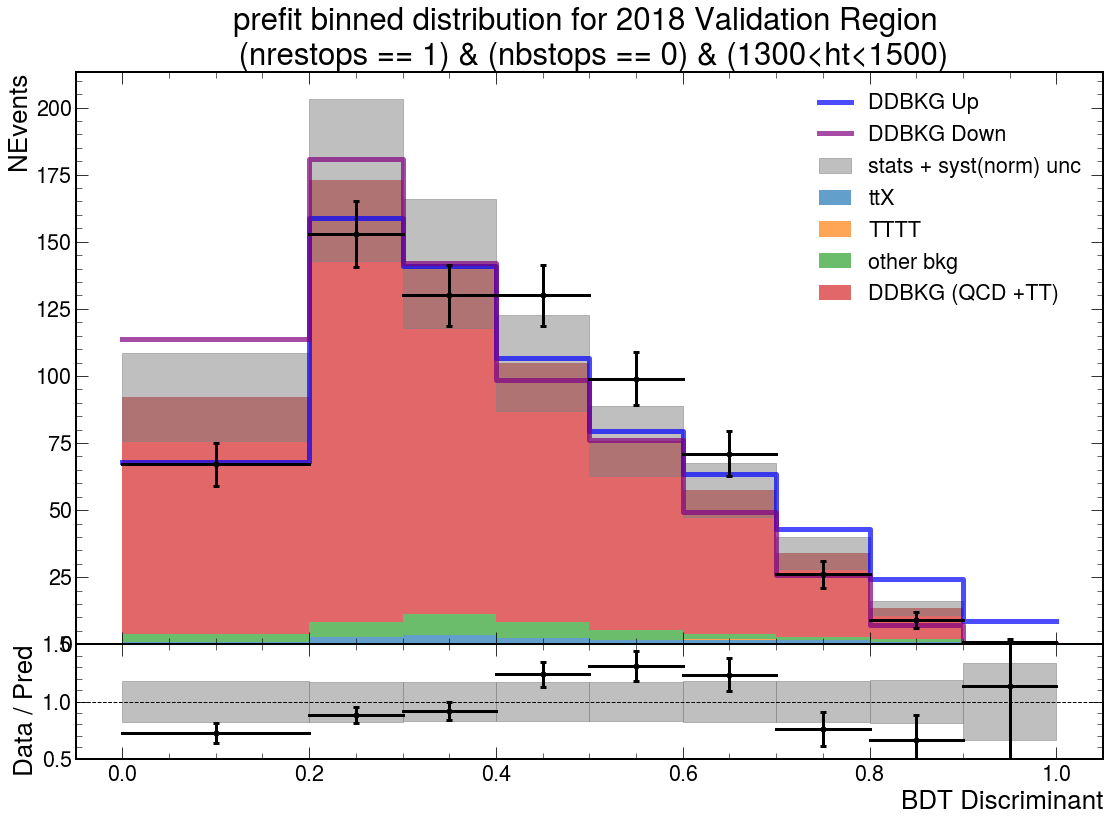 prefit binned distribution for 2018 Validation Region
(nrestops == 1) & (nbstops == 0) & (1300<ht<1500)
NEvents
200
175
150
125
100
75
50
25
0
DDBKG Up
DDBKG Down
stats + syst(norm) unc
ttX
TTTT
other bkg
DDBKG (QCD +TT)
Data / Pred
1.5
1.0
0.5
0.0
0.2
0.4
0.6
0.8
1.0
BDT Discriminant